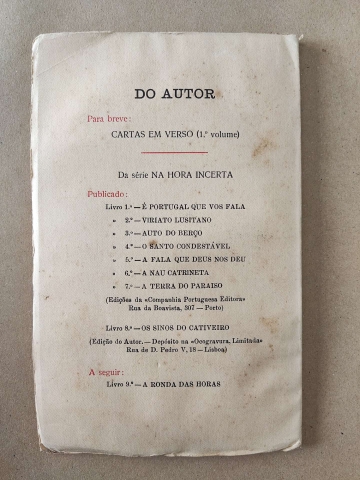 DO AUTOR
Para breve:
CARTAS EM VERSO (1.º volume)
Da série NA HORA INCERTA
Publicado:
Livro 1.º — É PORTUGAL QUE VOS FALA
» 2.º — VIRIATO LUSITANO
» 3.º — AUTO DO BERÇO
» 4.º — O SANTO CONDESTÁVEL
» 5.º — A FALA QUE DEUS NOS DEU
» 6.º — A NAU CATRINETA
» 7.º — A TERRA DO PARAISO
(Edições da «Companhia Portuguesa Editora»
Rua da Boavista, 307 — Porto)
Livro 8.º — OS SINOS DO CATIVEIRO
(Edição do Autor. — Depósito na «Ocogravura, Limitada»
Rua de D. Pedro V, 18 — Lisboa)
A seguir:
Livro 9.º — A RONDA DAS HORAS